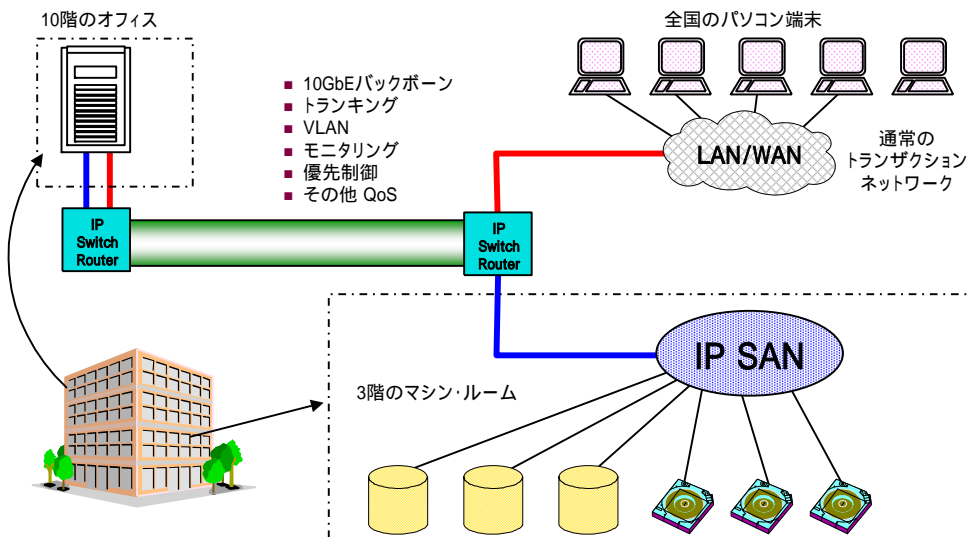 10階のオフィス
全国のパソコン端末
■ 10GbEバックボーン
■ トランキング
■ VLAN
■ モニタリング
■ 優先制御
■ その他 QoS
LAN/WAN
通常の
トランザクション
ネットワーク
IP
Switch
Router
IP
Switch
Router
IP SAN
3階のマシン・ルーム